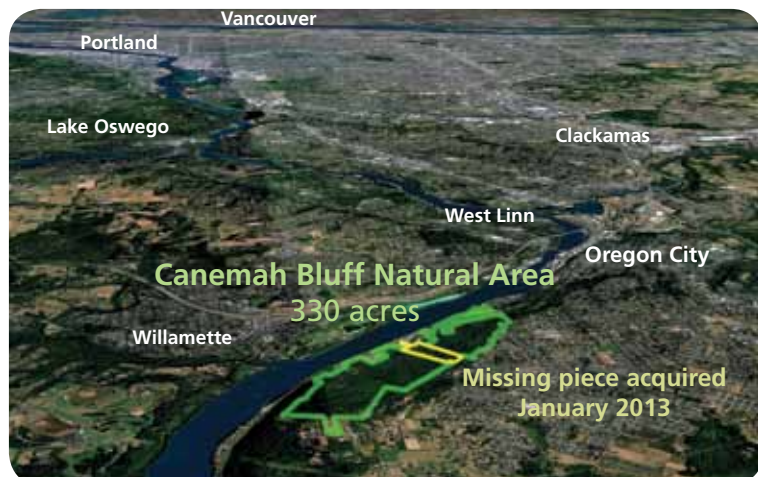 Vancouver
Portland
Lake Oswego
Clackamas
West Linn
Oregon City
Canemah Bluff Natural Area
330 acres
Willamette
Missing piece acquired
January 2013